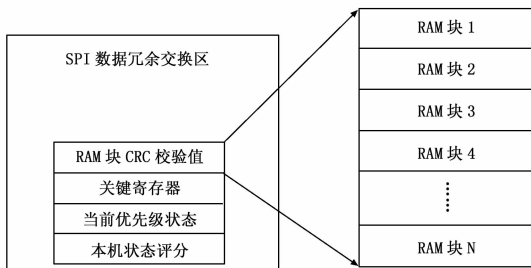 SPI 数据冗余交换区
RAM 块 CRC 校验值
关键寄存器
当前优先级状态
本机状态评分
RAM 块 1
RAM 块 2
RAM 块 3
RAM 块 4
RAM 块 N